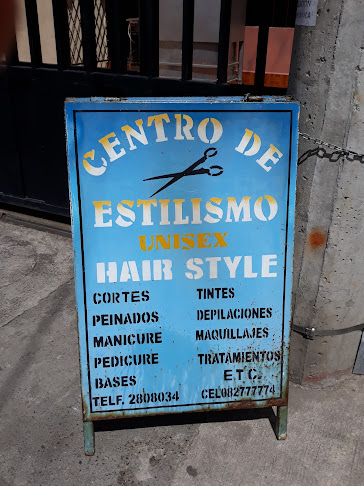 CENTRO DE
ESTILISMO
UNISEX
HAIR STYLE
CORTES
PEINADOS
MANICURE
PEDICURE
BASES
TELF. 2808034
TINTES
DEPILACIONES
MAQUILLAJES
TRATAMIENTOS
E.T.C.
CEL082777774